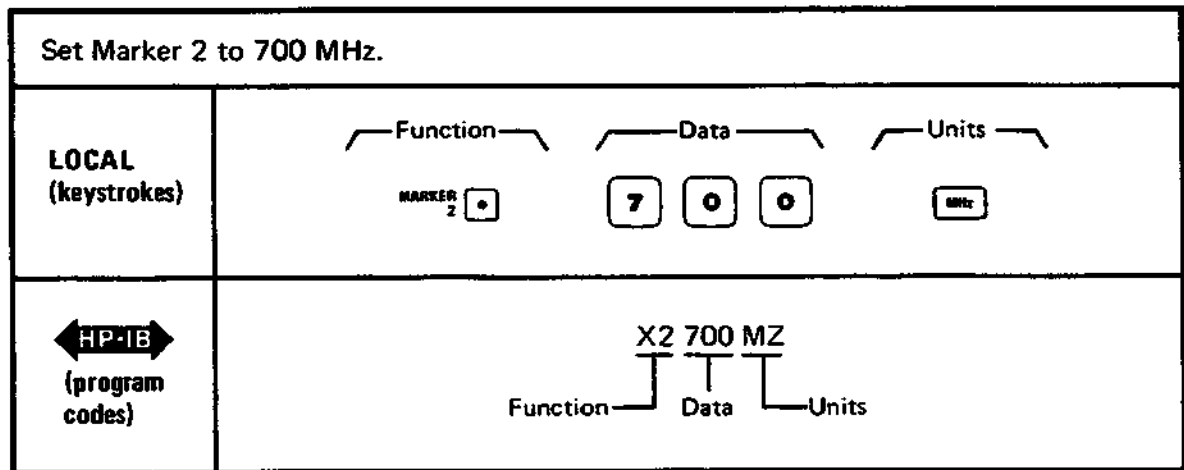 Set Marker 2 to 700 MHz.
LOCAL
(keystrokes)
Function
Data
Units
MARKER
2
7 0 0
MHz
HP-IB
(program
codes)
X2 700 MZ
Function Data Units